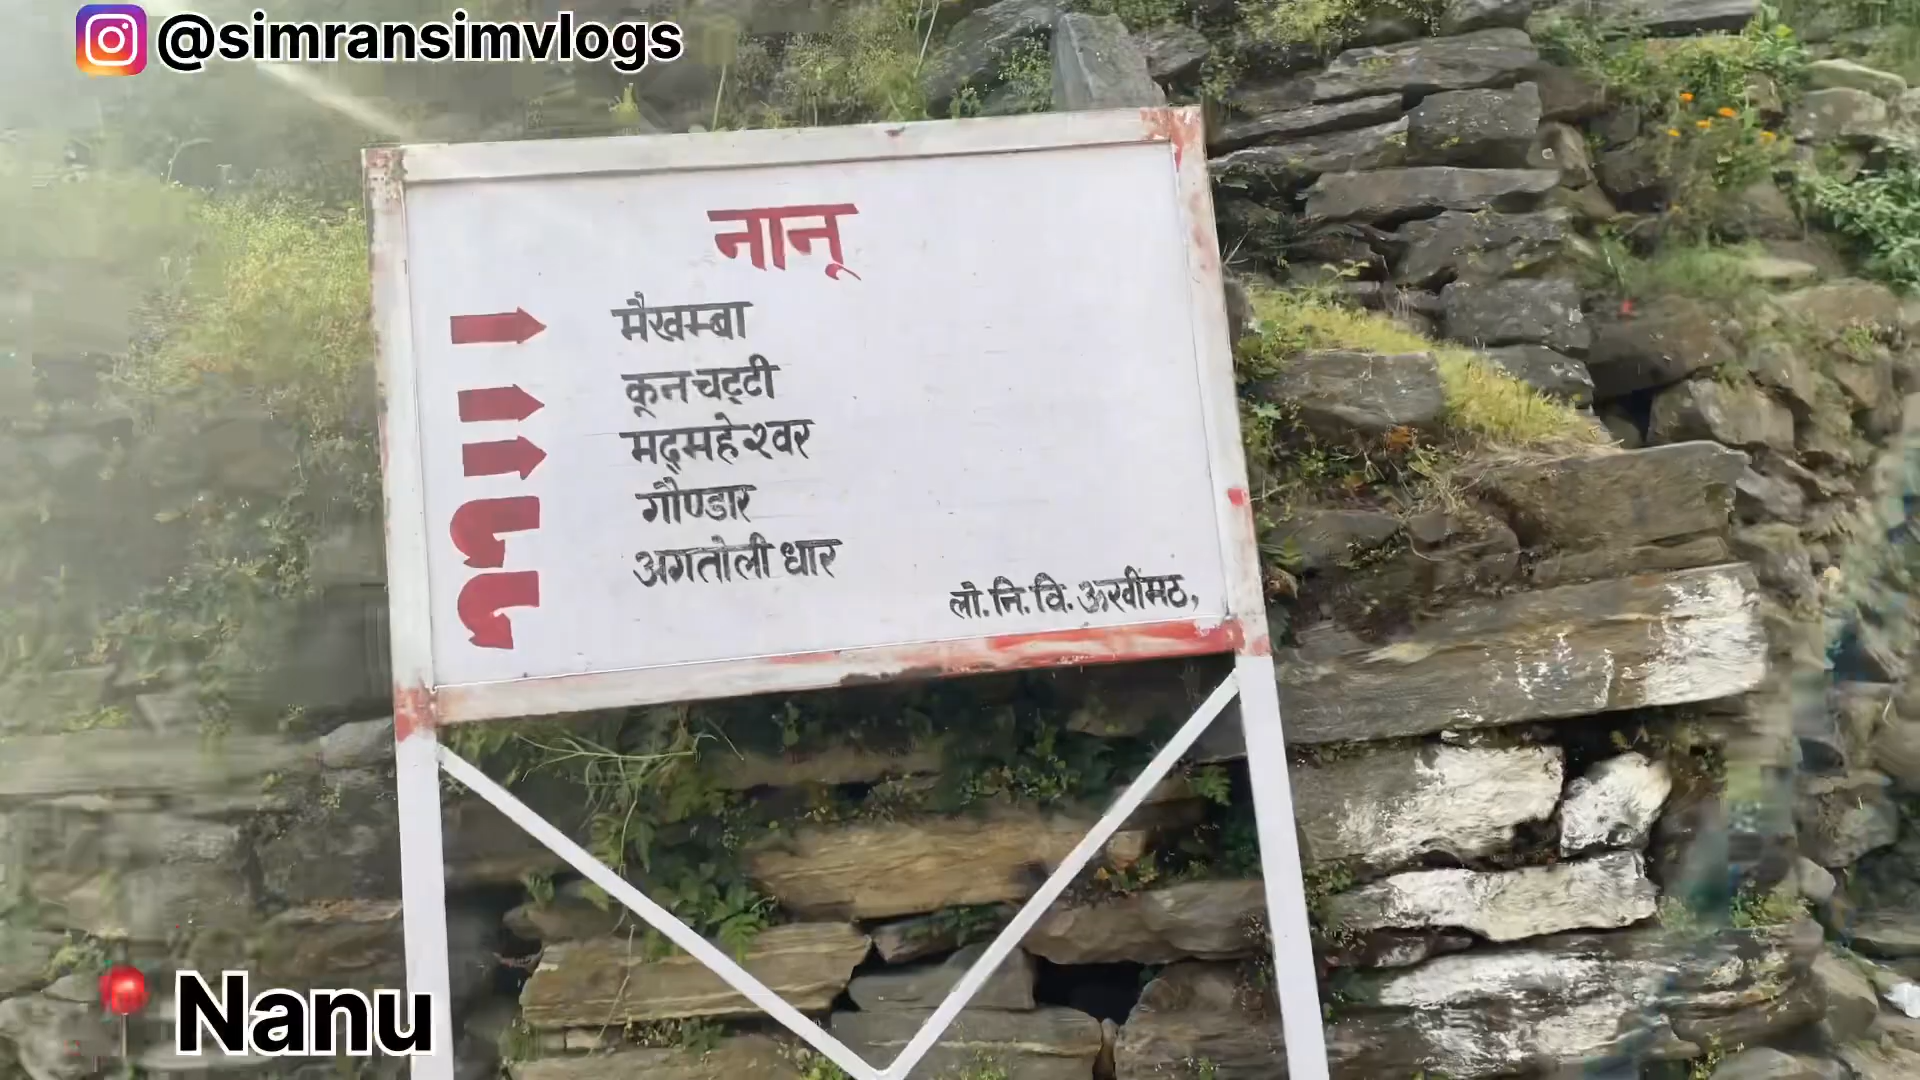 @simransimvlogs
नानू
मैखम्बा
कूनचट्टी
मद्महेश्वर
गौण्डार
अगतोली धार
लो. नि. वि. ऊखीमठ,
Nanu